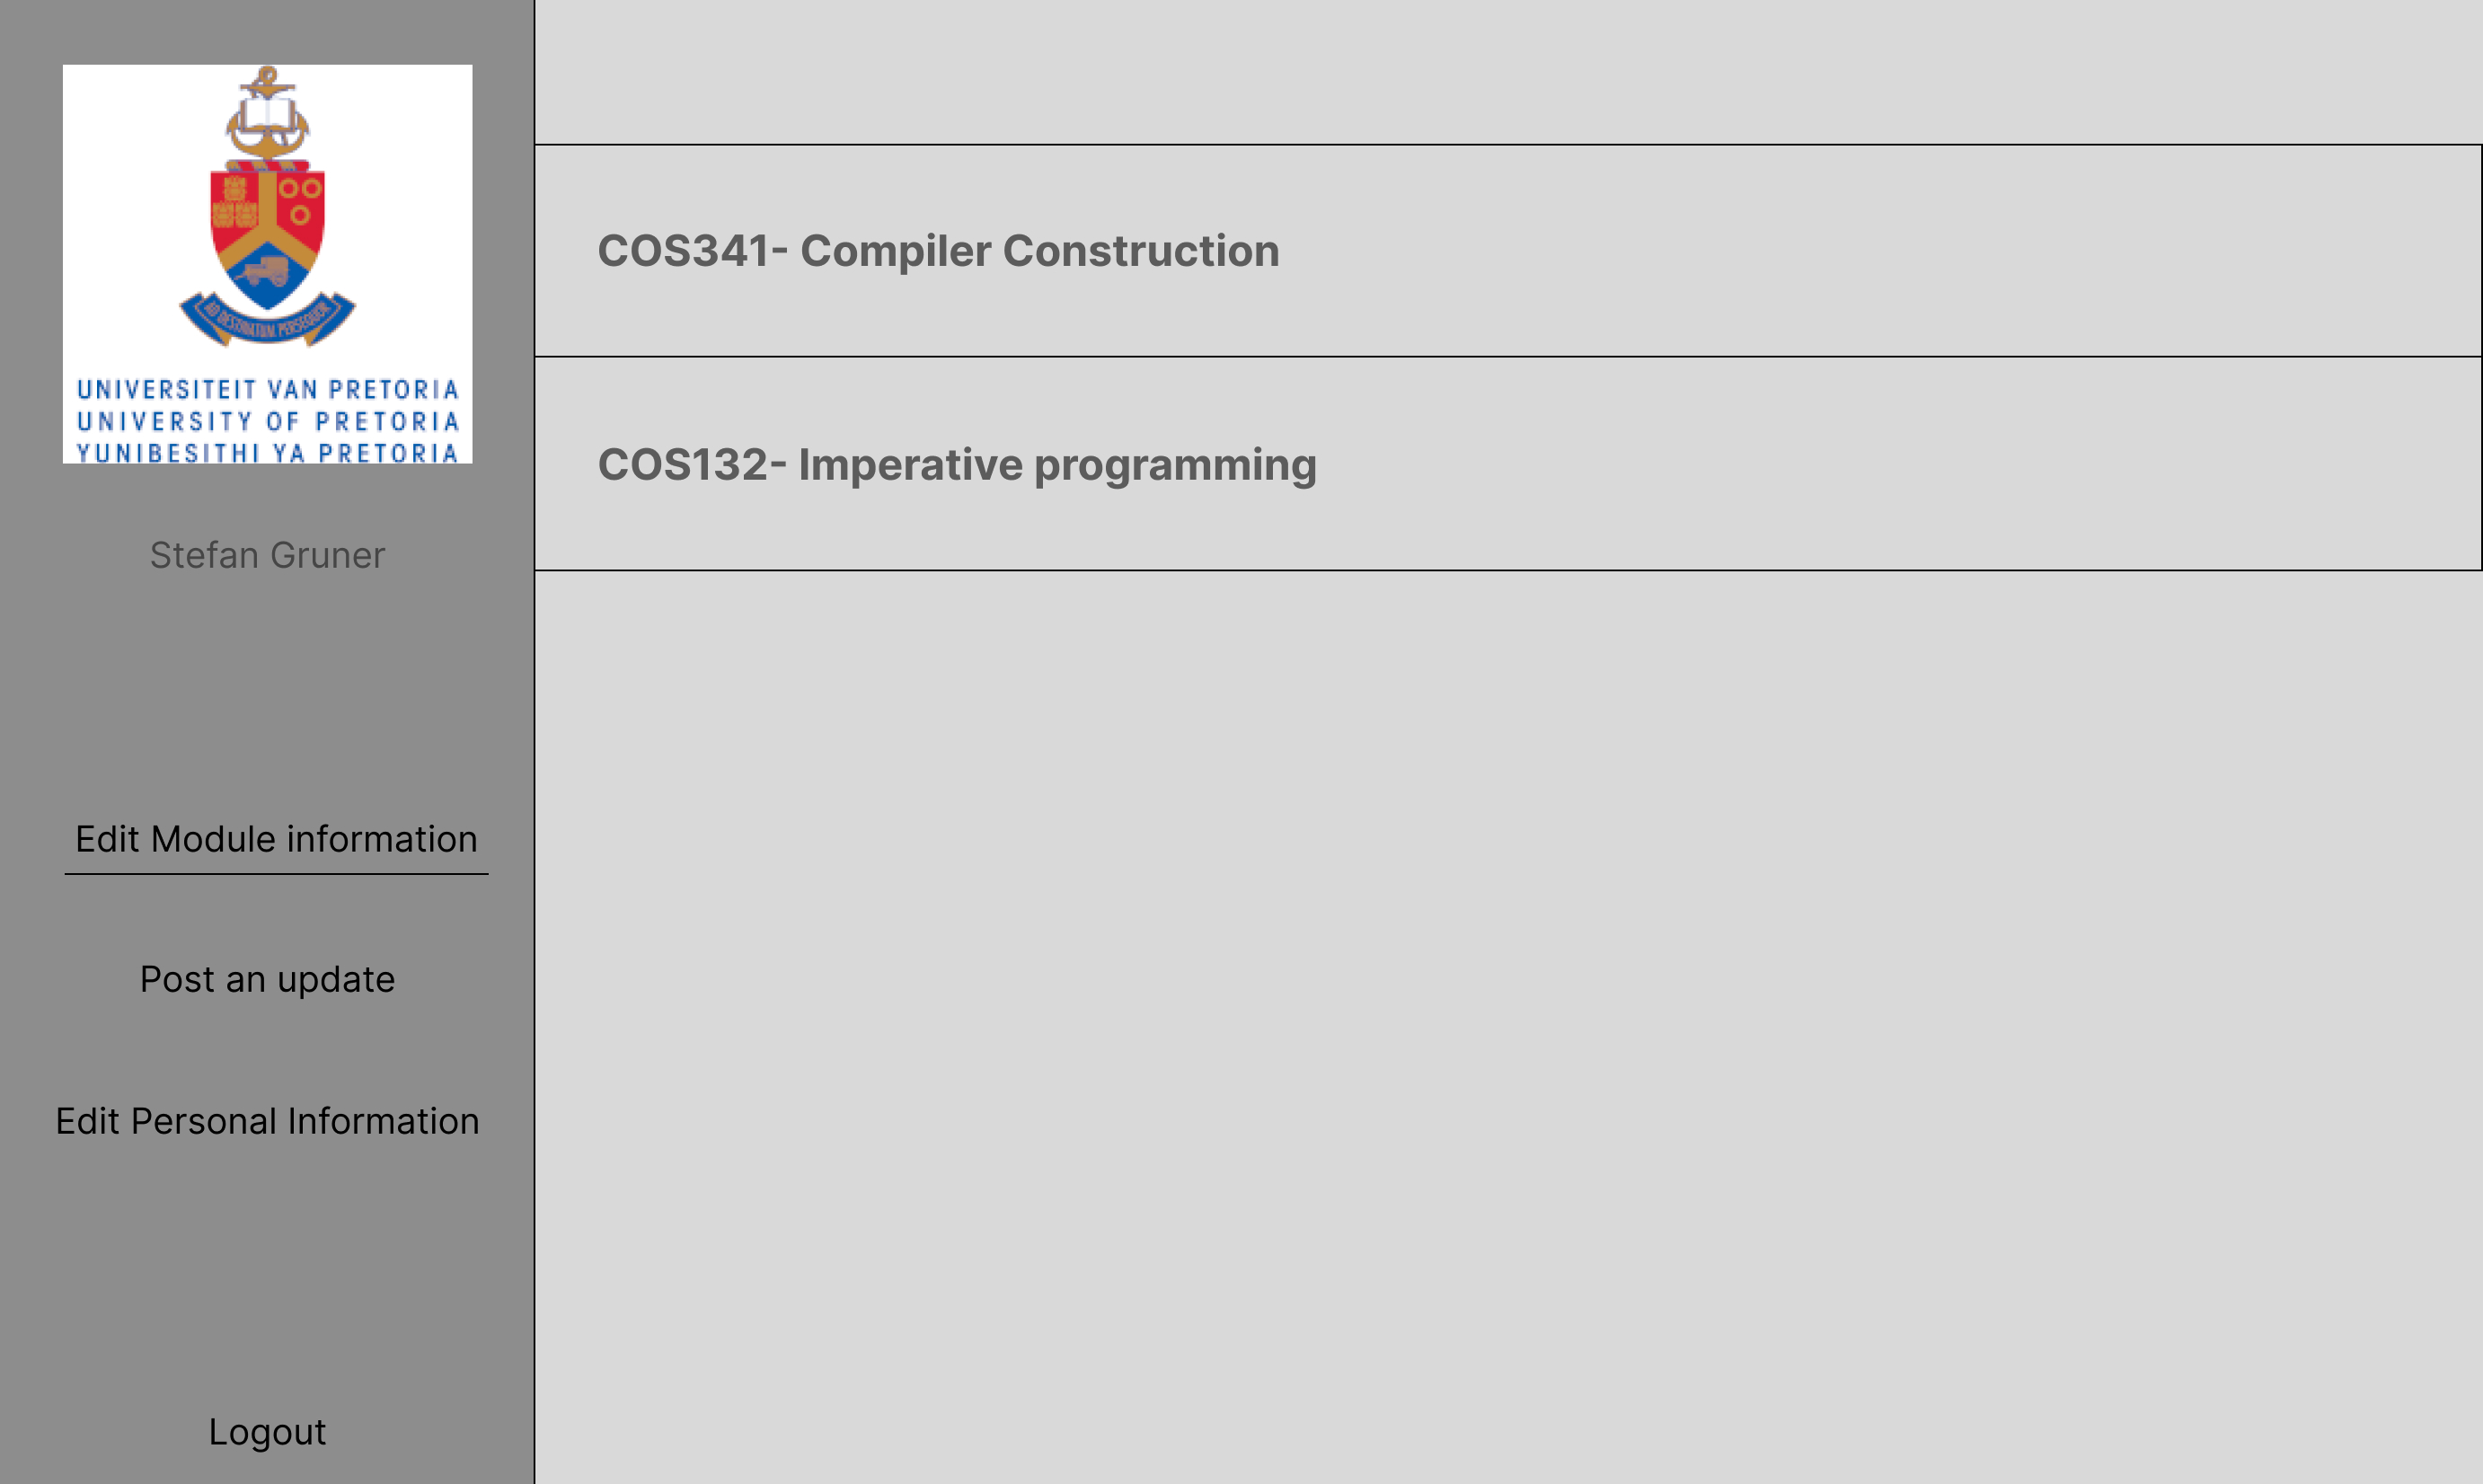 AD DESTINATUM PERSEQUOR
UNIVERSITEIT VAN PRETORIA
UNIVERSITY OF PRETORIA
YUNIBESITHI YA PRETORIA
Stefan Gruner
Edit Module information
Post an update
Edit Personal Information
Logout
COS341- Compiler Construction
COS132- Imperative programming